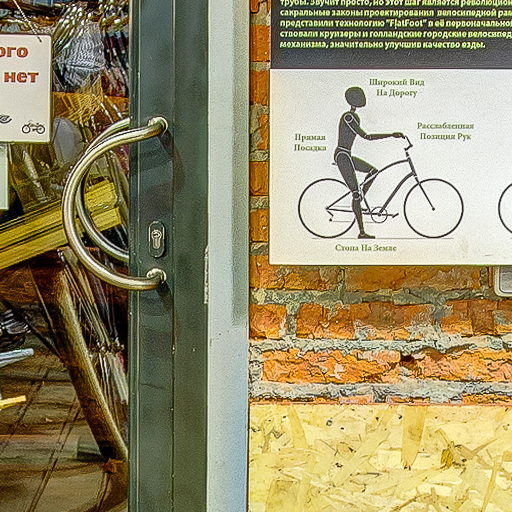 ого
нет
трубы. Звучит просто, но этот шаг является революцион
сакральные законы проектирования велосипедной рам
представили технологию "FlatFoot" в её первоначально
ствовали круизеры и голландские городские велосипед
механизма, значительно улучшив качество езды.
Широкий Вид
На Дорогу
Прямая
Посадка
Расслабленная
Позиция Рук
Стопа На Земле